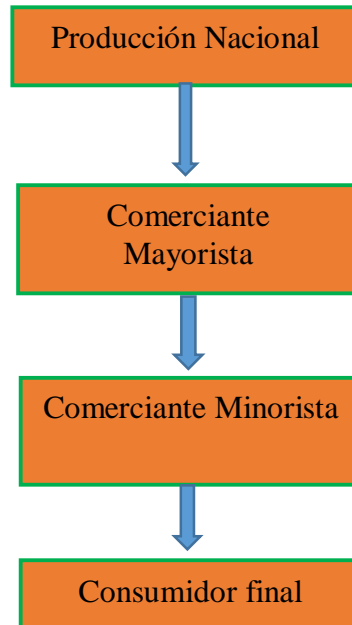 Producción Nacional
Comerciante
Mayorista
Comerciante Minorista
Consumidor final